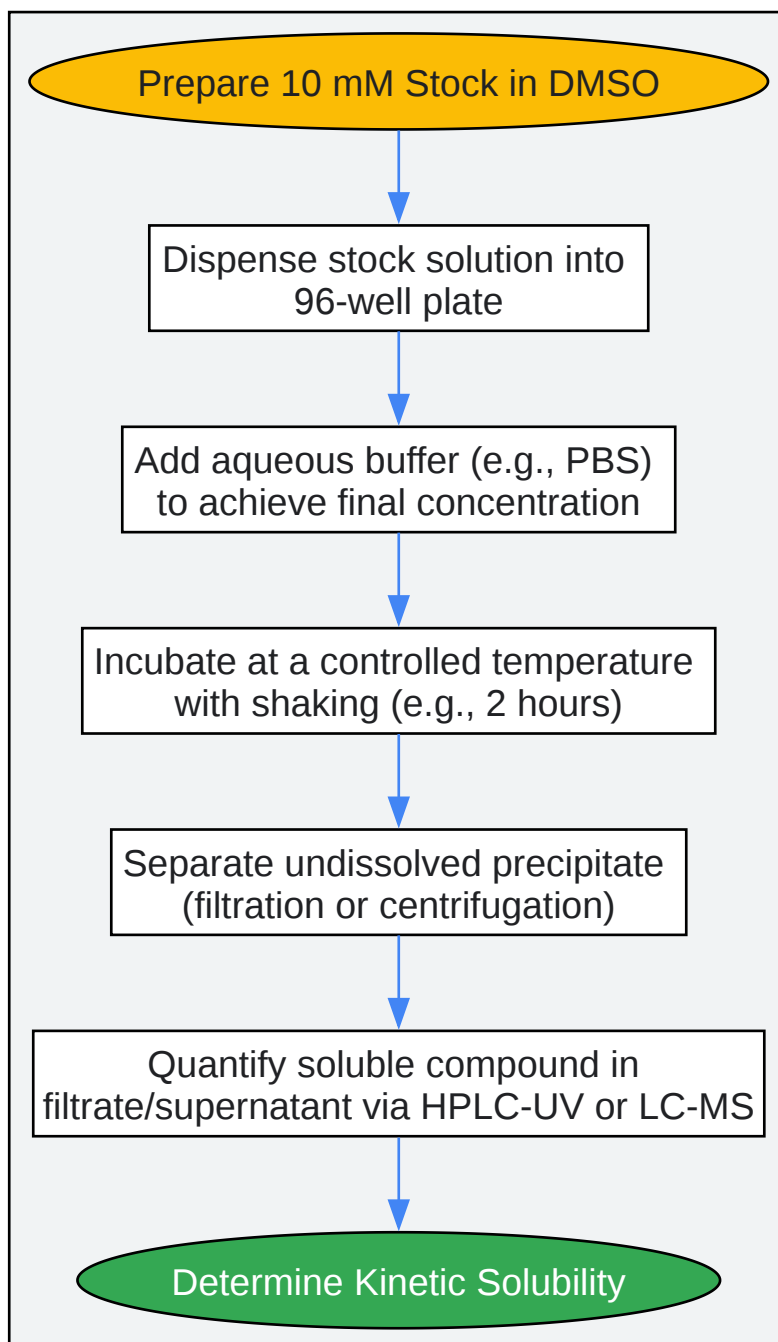 Prepare 10 mM Stock in DMSO
Dispense stock solution into
96-well plate
Add aqueous buffer (e.g., PBS)
to achieve final concentration
Incubate at a controlled temperature
with shaking (e.g., 2 hours)
Separate undissolved precipitate
(filtration or centrifugation)
Quantify soluble compound in
filtrate/supernatant via HPLC-UV or LC-MS
Determine Kinetic Solubility